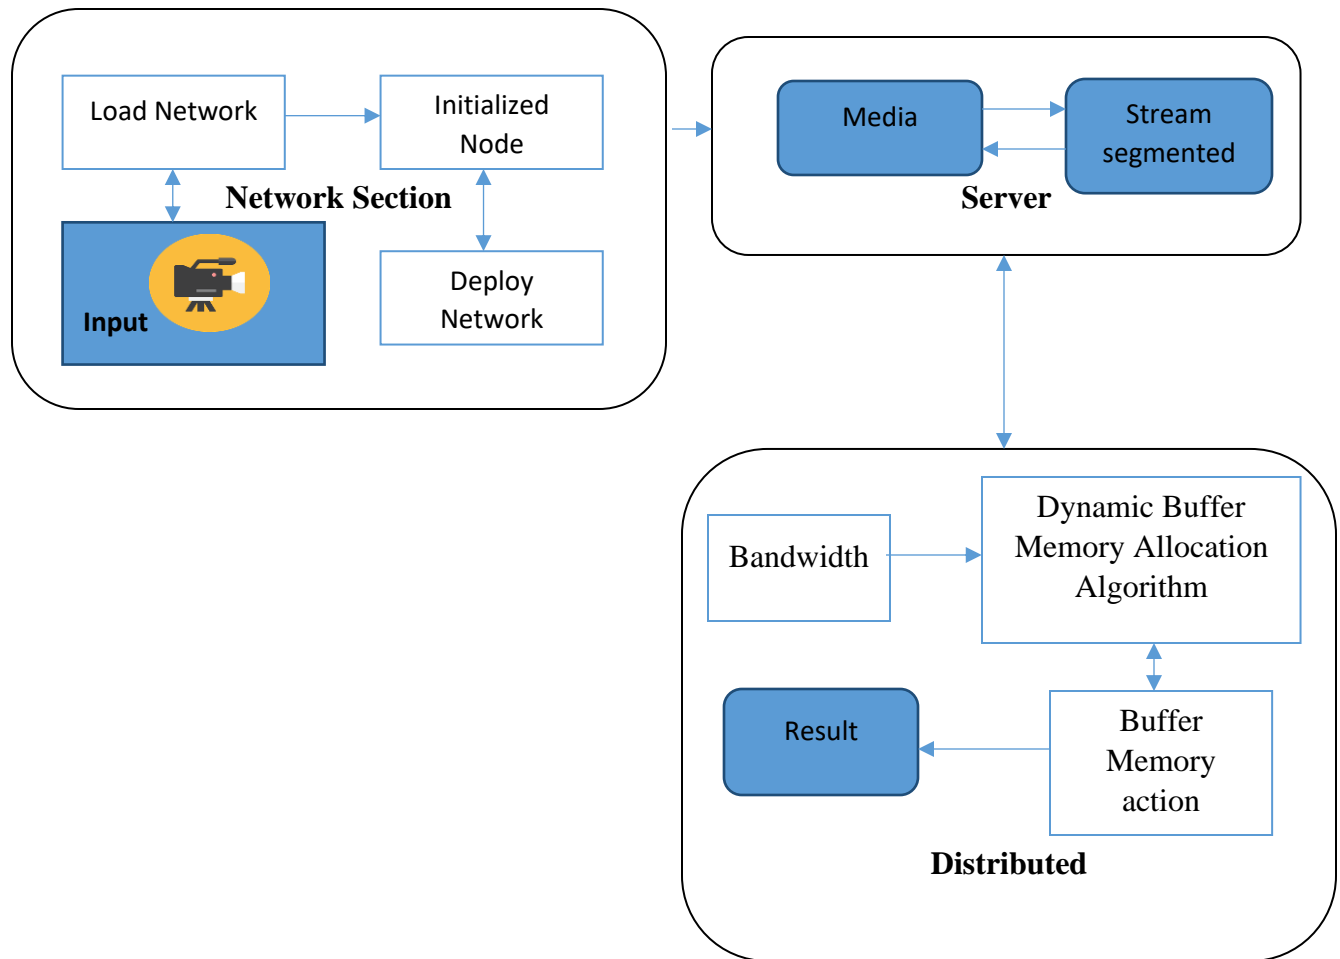 Load Network
Initialized
Node
Network Section
Input
Deploy
Network
Media
Stream
segmented
Server
Bandwidth
Dynamic Buffer
Memory Allocation
Algorithm
Result
Buffer
Memory
action
Distributed